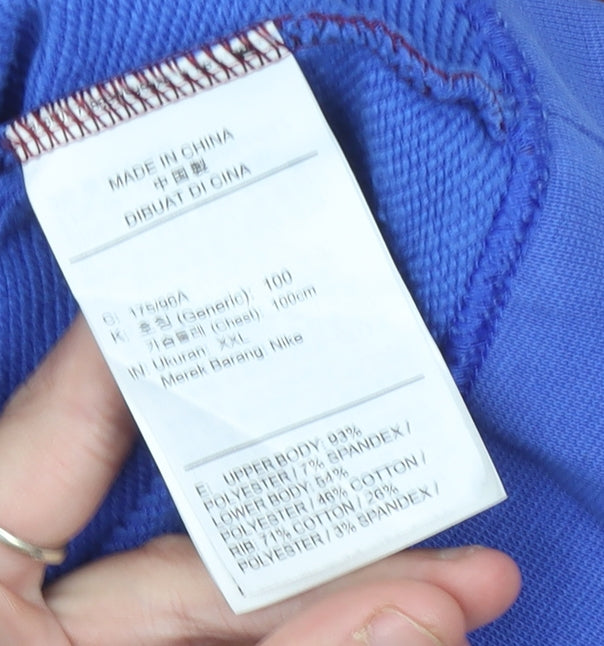 MADE IN CHINA
中国製
DIBUAT DI CINA
S: 175/96A
K: 호칭 (Generic): 100
가슴둘레 (Chest): 100cm
IN: Ukuran: XXL
Merek Barang: Nike
E: UPPER BODY: 93%
POLYESTER / 7% SPANDEX /
LOWER BODY: 54%
POLYESTER / 46% COTTON /
RIB: 71% COTTON / 26%
POLYESTER / 3% SPANDEX /